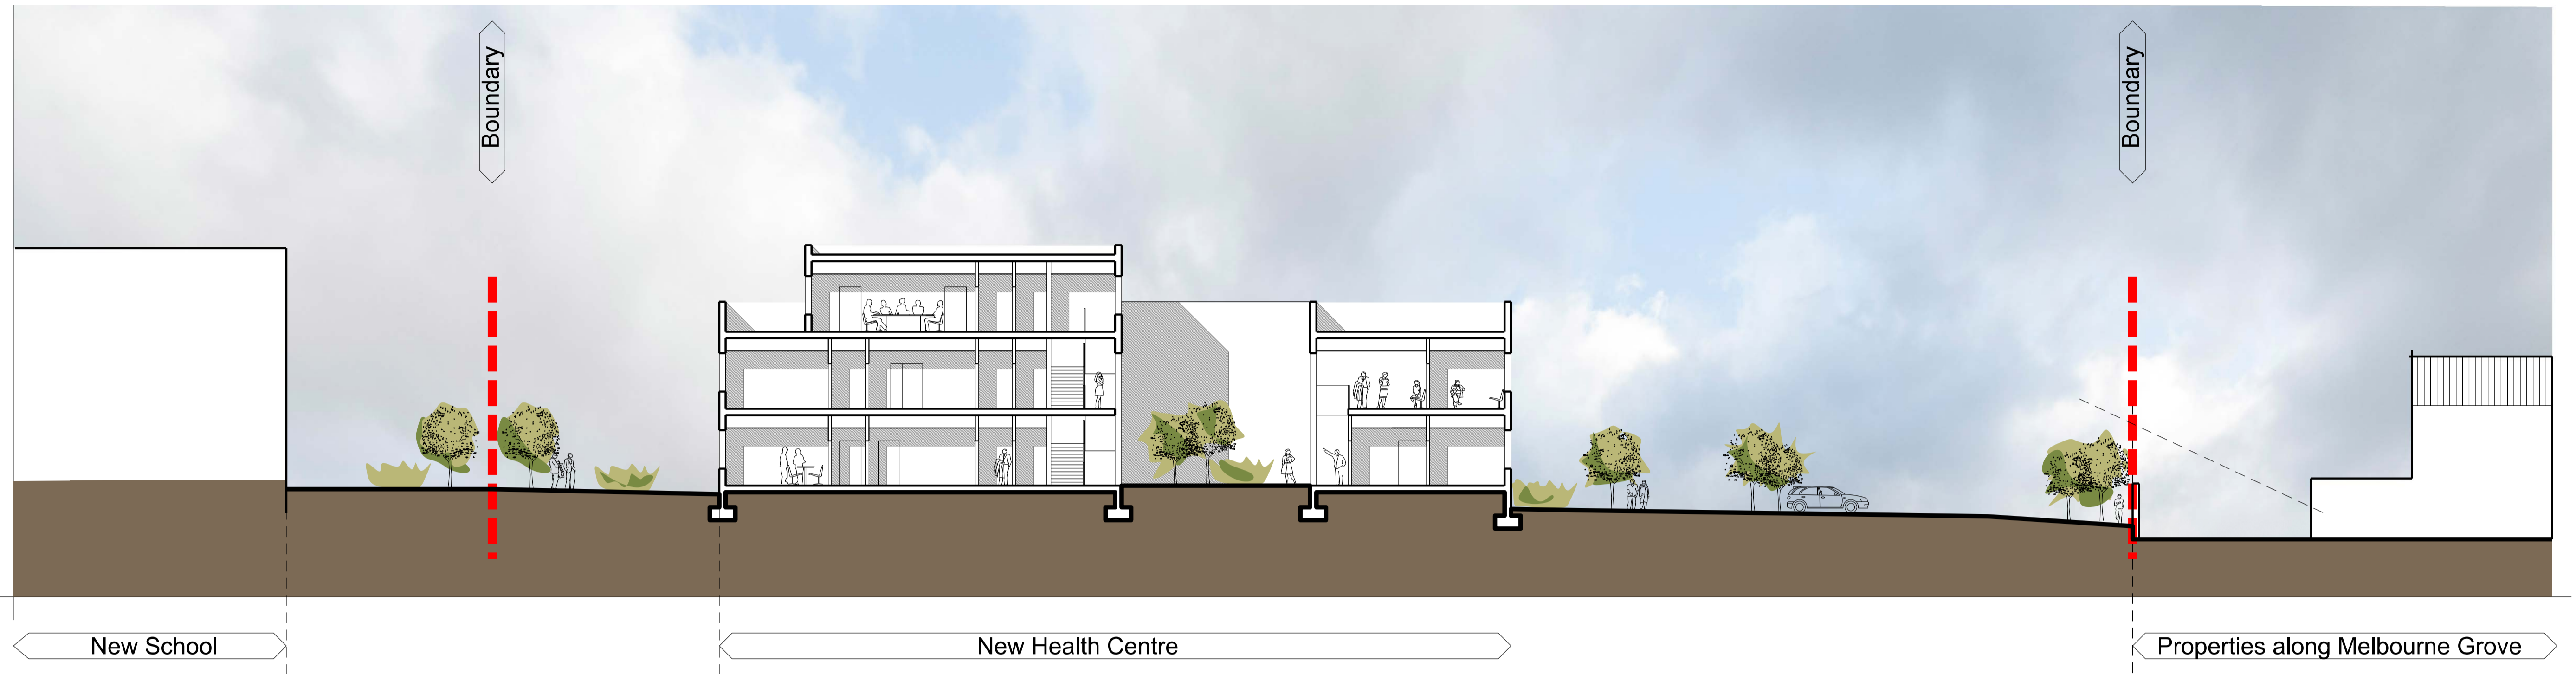 Boundary
Boundary
New School
New Health Centre
Properties along Melbourne Grove